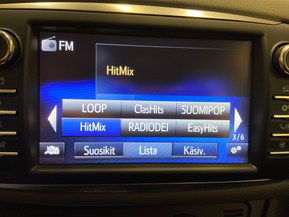 FM
HitMix
LOOP ClasHits SUOMIPOP
HitMix RADIODEI EasyHits
3/6
Suosikit Lista Käsiv.